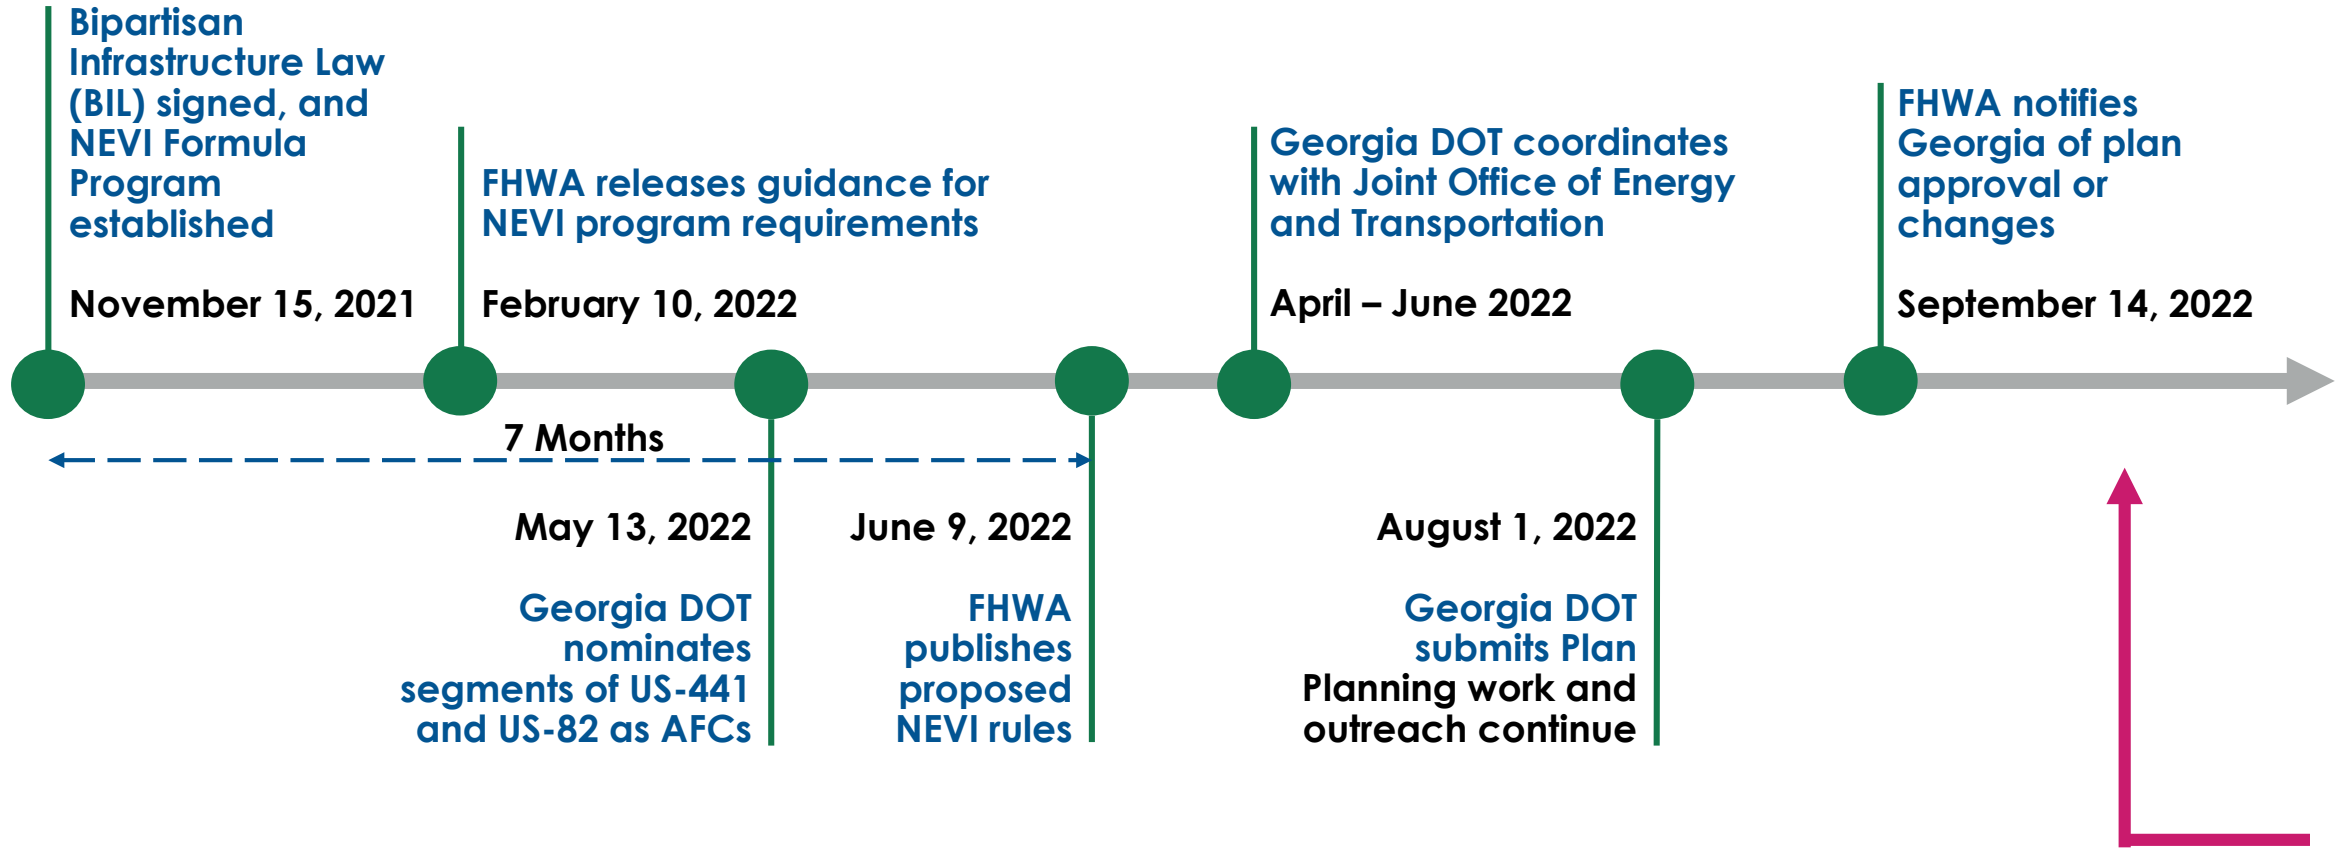 Bipartisan
Infrastructure Law
(BIL) signed, and
NEVI Formula
Program
established
November 15, 2021
FHWA releases guidance for
NEVI program requirements
February 10, 2022
Georgia DOT coordinates
with Joint Office of Energy
and Transportation
April – June 2022
FHWA notifies
Georgia of plan
approval or
changes
September 14, 2022
7 Months
May 13, 2022
Georgia DOT
nominates
segments of US-441
and US-82 as AFCs
June 9, 2022
FHWA
publishes
proposed
NEVI rules
August 1, 2022
Georgia DOT
submits Plan
Planning work and
outreach continue